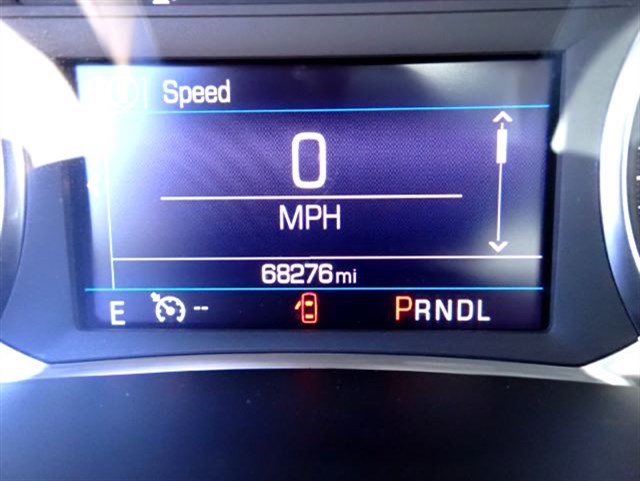 Speed
0
MPH
68276 mi
E -- PRNDL